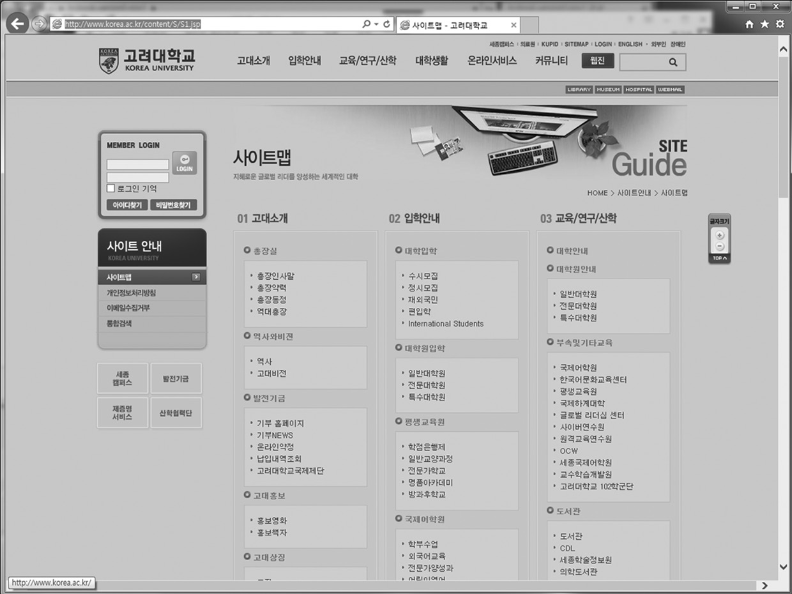 http://www.korea.ac.kr/content/S/S1.jsp
사이트맵 - 고려대학교
세종캠퍼스 의료원 KUPID SITEMAP LOGIN ENGLISH 외부인 장애인
KOREA
고려대학교
KOREA UNIVERSITY
고대소개 입학안내 교육/연구/산학 대학생활 온라인서비스 커뮤니티 웹진
LIBRARY MUSEUM HOSPITAL WEBMAIL
MEMBER LOGIN
LOGIN
로그인 기억
아이디찾기 비밀번호찾기
사이트맵
지혜로운 글로벌 리더를 양성하는 세계적인 대학
SITE
Guide
HOME > 사이트안내 > 사이트맵
사이트 안내
KOREA UNIVERSITY
사이트맵
개인정보처리방침
이메일수집거부
통합검색
세종
캠퍼스
발전기금
제증명
서비스
산학협력단
01 고대소개
총장실
총장인사말
총장약력
총장동정
역대총장
역사와비젼
역사
고대비전
발전기금
기부 홈페이지
기부NEWS
온라인약정
납입내역조회
고려대학교국제재단
고대홍보
홍보영화
홍보책자
고대상징
02 입학안내
대학입학
수시모집
정시모집
재외국민
편입학
International Students
대학원입학
일반대학원
전문대학원
특수대학원
평생교육원
학점은행제
일반교양과정
전문가학교
명품아카데미
방과후학교
국제어학원
학부수업
외국어교육
전문가양성과
어린이영어
03 교육/연구/산학
대학안내
대학원안내
일반대학원
전문대학원
특수대학원
부속및기타교육
국제어학원
한국어문화교육센터
평생교육원
국제하계대학
글로벌 리더십 센터
사이버연수원
원격교육연수원
OCW
세종국제어학원
교수학습개발원
고려대학교 102학군단
도서관
도서관
CDL
세종학술정보원
의학도서관
글자크기
TOP
http://www.korea.ac.kr/